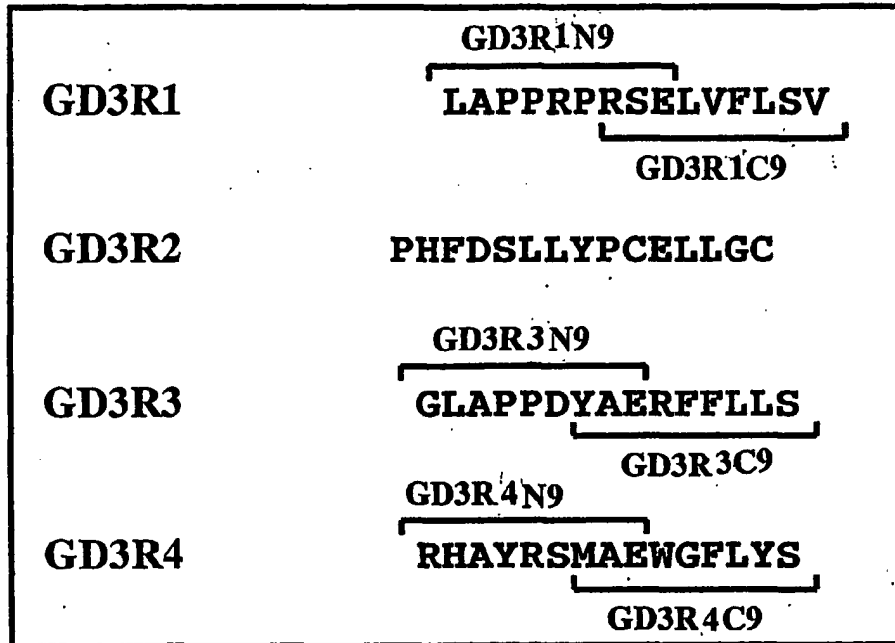 GD3R1N9
GD3R1 LAPPRPRSELVFLSV
GD3R1C9
GD3R2 PHFDSLLYPCELLGC
GD3R3N9
GD3R3 GLAPPDYAERFFLLS
GD3R3C9
GD3R4N9
GD3R4 RHAYRSMAEWGFLYS
GD3R4C9